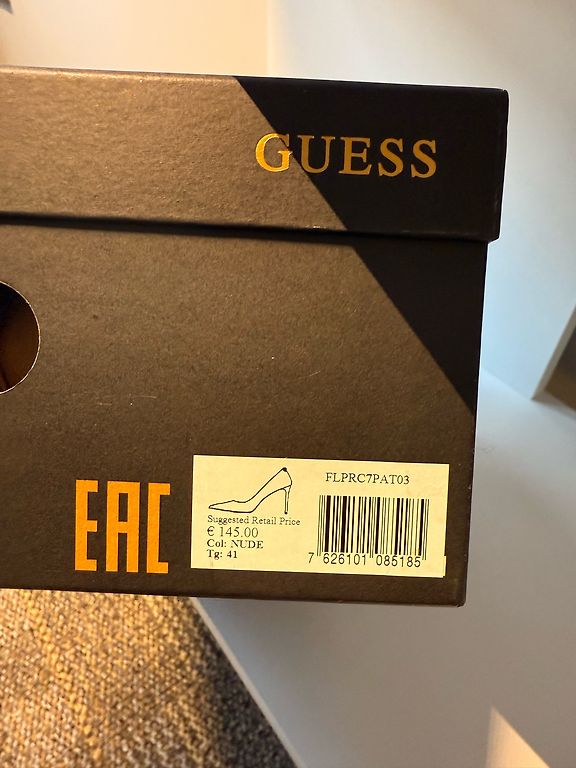 GUESS
EAC
FLPRC7PAT03
Suggested Retail Price
€ 145.00
Col: NUDE
Tg: 41
7 626101 085185